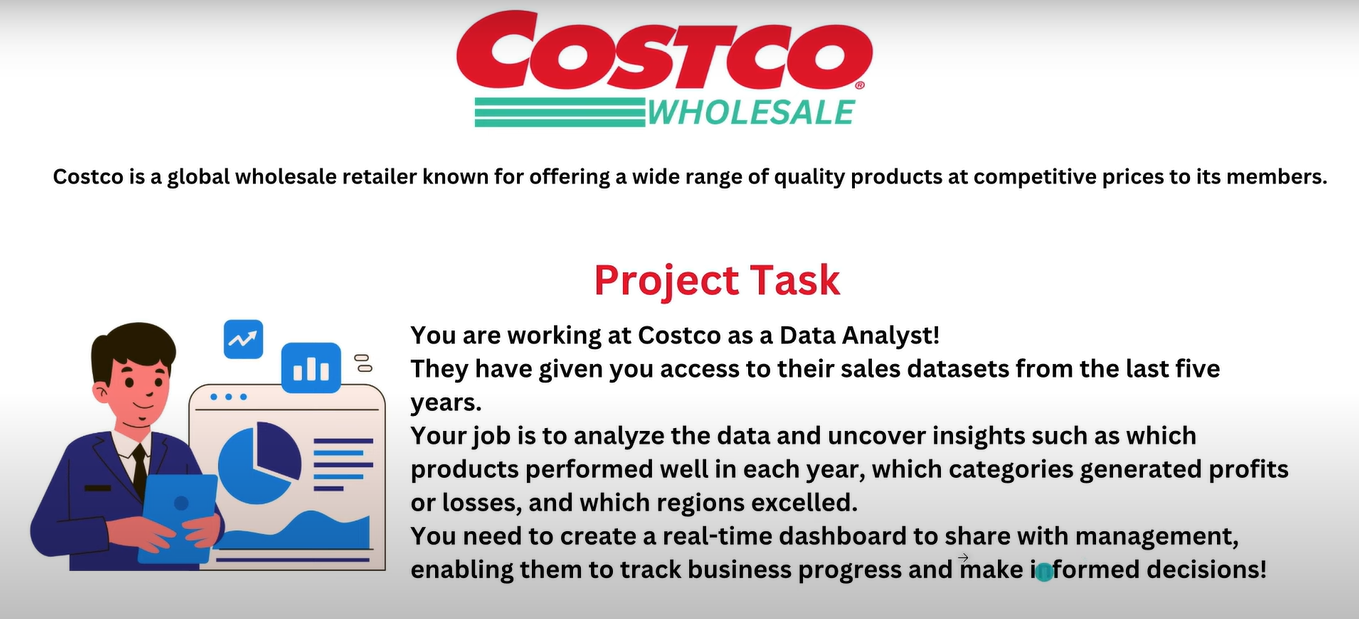 COSTCO®
WHOLESALE
Costco is a global wholesale retailer known for offering a wide range of quality products at competitive prices to its members.
Project Task
You are working at Costco as a Data Analyst!
They have given you access to their sales datasets from the last five
years.
Your job is to analyze the data and uncover insights such as which
products performed well in each year, which categories generated profits
or losses, and which regions excelled.
You need to create a real-time dashboard to share with management,
enabling them to track business progress and make informed decisions!